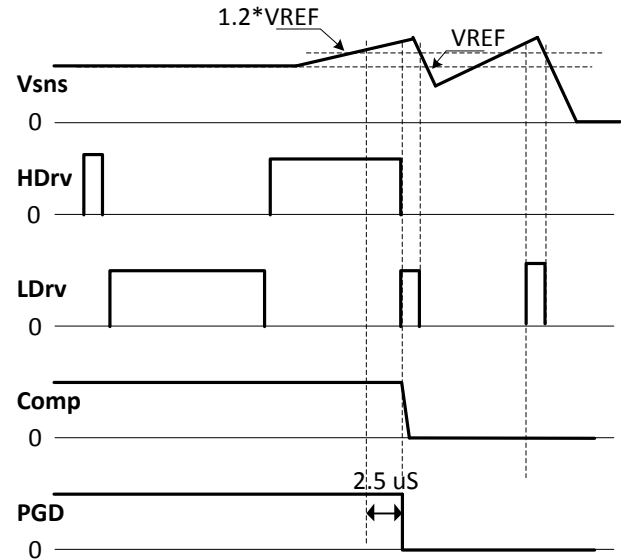 1.2*VREF
VREF
Vsns
0
HDrv
0
LDrv
0
Comp
0
2.5 uS
PGD
0